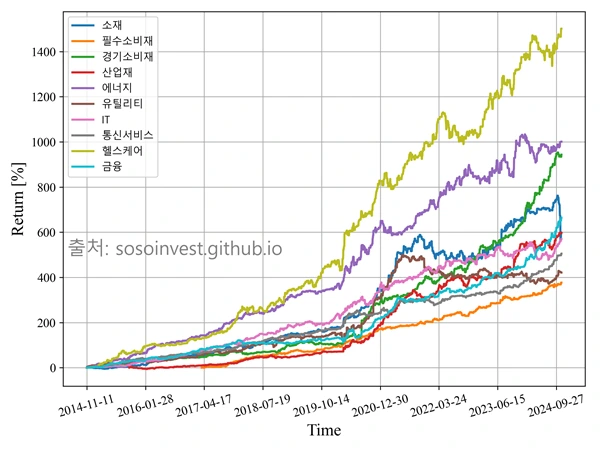 소재
필수소비재
경기소비재
산업재
에너지
유틸리티
IT
통신서비스
헬스케어
금융
출처: sosoinvest.github.io
Return [%]
1400
1200
1000
800
600
400
200
0
2014-11-11
2016-01-28
2017-04-17
2018-07-19
2019-10-14
2020-12-30
2022-03-24
2023-06-15
2024-09-27
Time